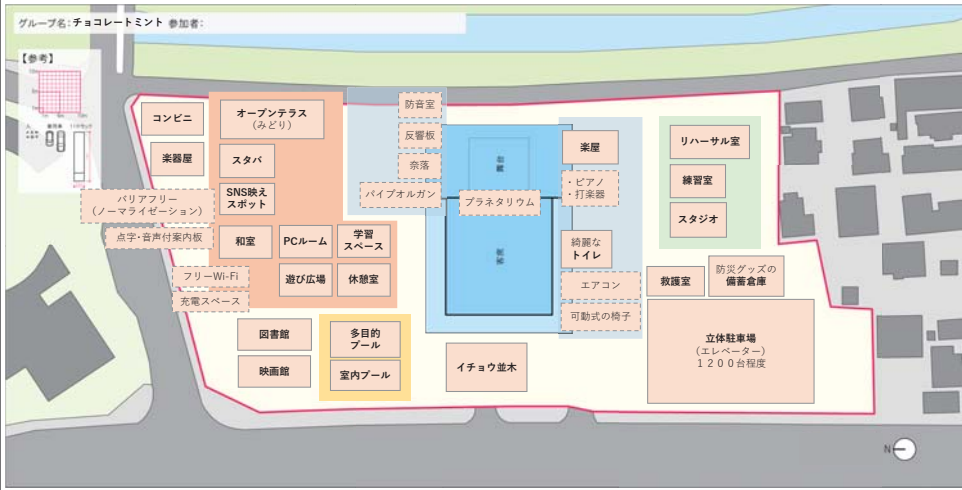 グループ名：チョコレートミント 参加者：
【参考】
コンビニ
楽器屋
オープンテラス
（みどり）
スタバ
SNS映え
スポット
バリアフリー
（ノーマライゼーション）
点字・音声付案内板
和室
PCルーム
学習
スペース
フリーWi-Fi
充電スペース
遊び広場
休憩室
図書館
映画館
多目的
プール
室内プール
防音室
反響板
奈落
パイプオルガン
舞台
プラネタリウム
客席
楽屋
・ピアノ
・打楽器
綺麗な
トイレ
エアコン
可動式の椅子
イチョウ並木
リハーサル室
練習室
スタジオ
救護室
防災グッズの
備蓄倉庫
立体駐車場
（エレベーター）
１２００台程度
N